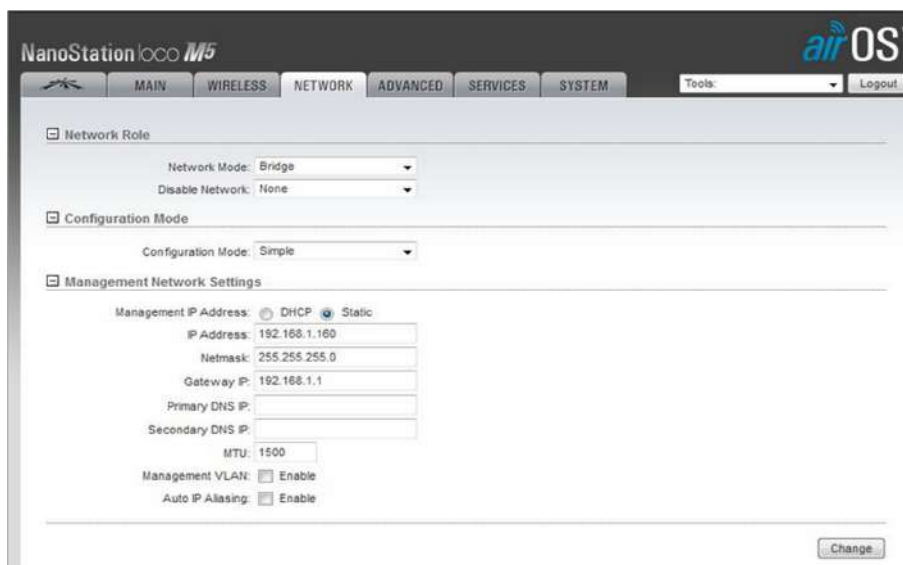 NanoStation loco M5
air OS
MAIN WIRELESS NETWORK ADVANCED SERVICES SYSTEM Tools: Logout
Network Role
Network Mode: Bridge
Disable Network: None
Configuration Mode
Configuration Mode: Simple
Management Network Settings
Management IP Address: DHCP Static
IP Address: 192.168.1.160
Netmask: 255.255.255.0
Gateway IP: 192.168.1.1
Primary DNS IP:
Secondary DNS IP:
MTU: 1500
Management VLAN: Enable
Auto IP Aliasing: Enable
Change